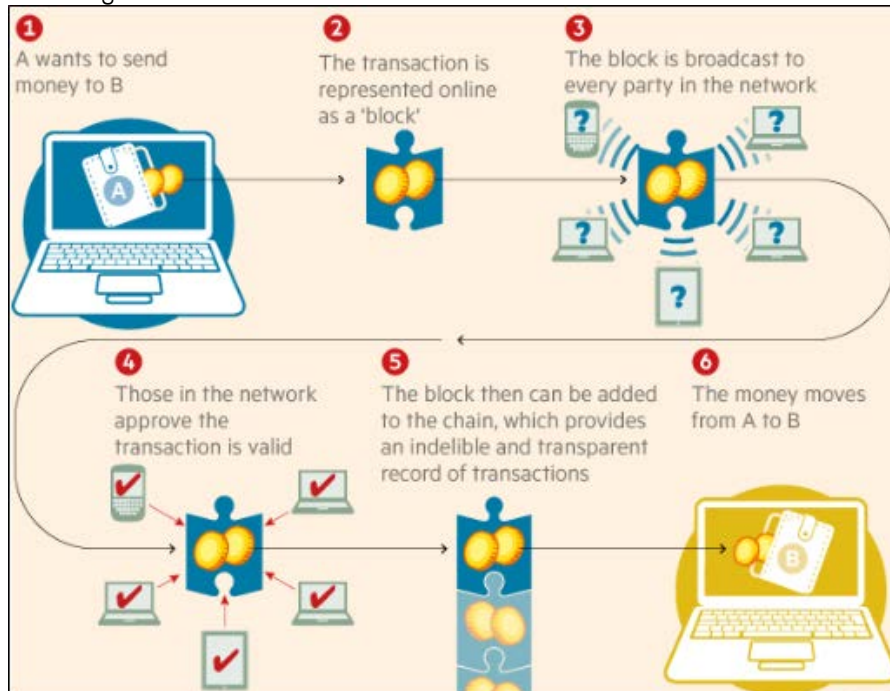 1
A wants to send
money to B
A
2
The transaction is
represented online
as a 'block'
3
The block is broadcast to
every party in the network
?
?
?
?
?
4
Those in the network
approve the
transaction is valid
5
The block then can be added
to the chain, which provides
an indelible and transparent
record of transactions
6
The money moves
from A to B
B